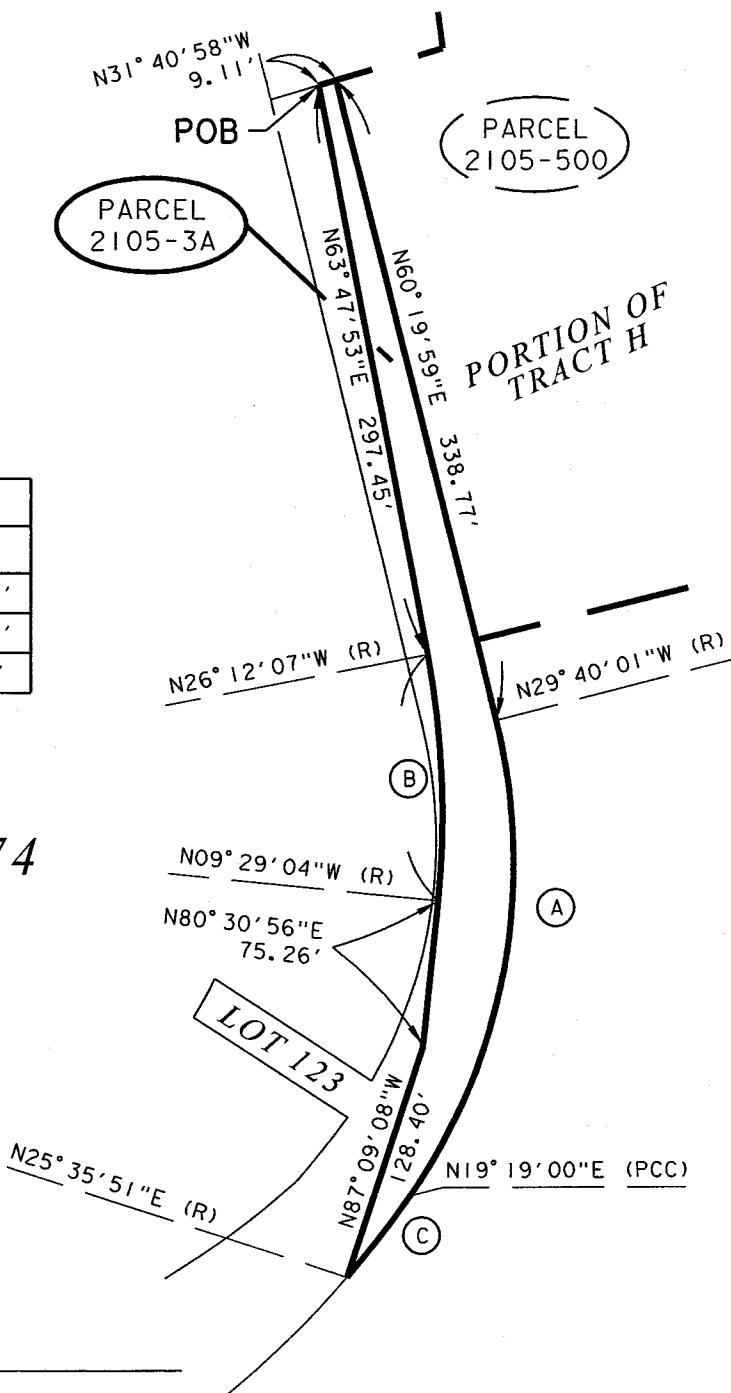 N31°40'58"W
9.11'
POB
PARCEL
2105-500
PARCEL
2105-3A
N63°47'53"E 297.45'
N60°19'59"E 338.77'
PORTION OF
TRACT H
'
'
'
N26°12'07"W (R)
N29°40'01"W (R)
B
74
N09°29'04"W (R)
A
N80°30'56"E
75.26'
LOT 123
N87°09'08"W
128.40'
N25°35'51"E (R)
N19°19'00"E (PCC)
C